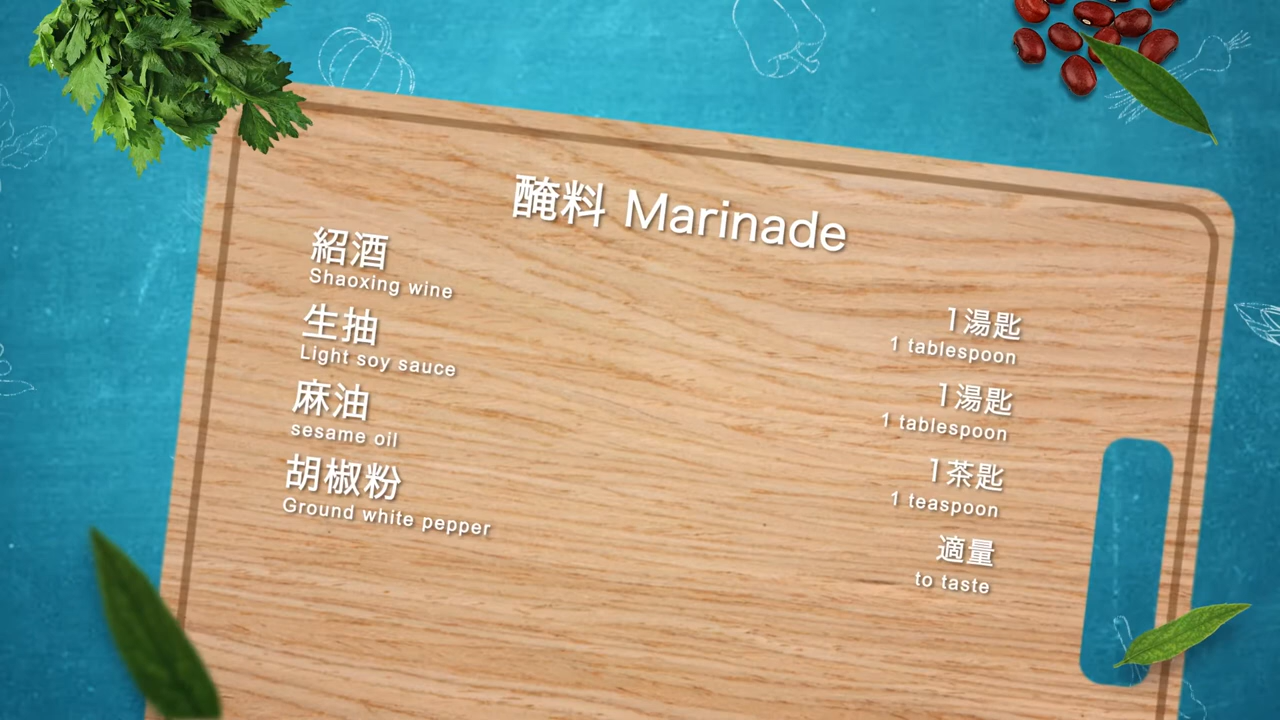 醃料 Marinade
紹酒
Shaoxing wine
1湯匙
1 tablespoon
生抽
Light soy sauce
1湯匙
1 tablespoon
麻油
sesame oil
1茶匙
1 teaspoon
胡椒粉
Ground white pepper
適量
to taste